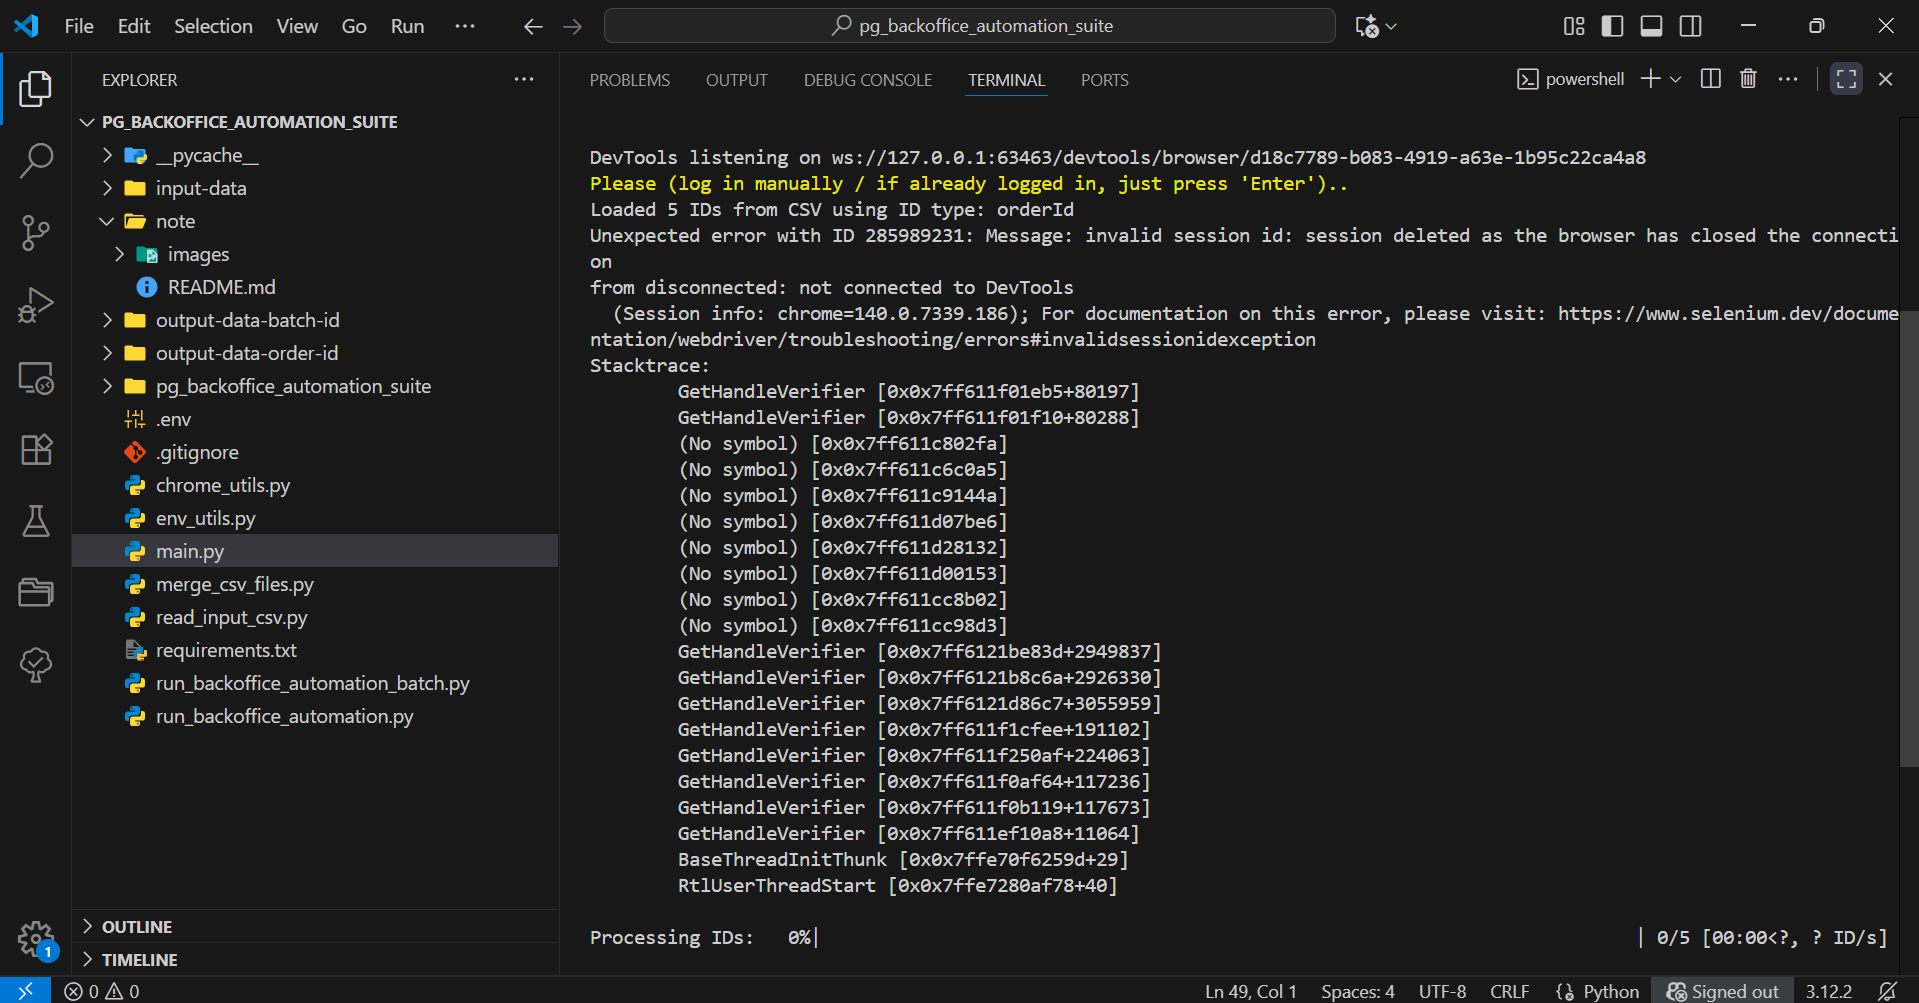 File Edit Selection View Go Run ··· pg_backoffice_automation_suite
EXPLORER ···
PG_BACKOFFICE_AUTOMATION_SUITE
__pycache__
input-data
note
images
README.md
output-data-batch-id
output-data-order-id
pg_backoffice_automation_suite
.env
.gitignore
chrome_utils.py
env_utils.py
main.py
merge_csv_files.py
read_input_csv.py
requirements.txt
run_backoffice_automation_batch.py
run_backoffice_automation.py
OUTLINE
TIMELINE
1
PROBLEMS OUTPUT DEBUG CONSOLE TERMINAL PORTS powershell ···
DevTools listening on ws://127.0.0.1:63463/devtools/browser/d18c7789-b083-4919-a63e-1b95c22ca4a8
Please (log in manually / if already logged in, just press 'Enter')..
Loaded 5 IDs from CSV using ID type: orderId
Unexpected error with ID 285989231: Message: invalid session id: session deleted as the browser has closed the connecti
on
from disconnected: not connected to DevTools
  (Session info: chrome=140.0.7339.186); For documentation on this error, please visit: https://www.selenium.dev/docume
ntation/webdriver/troubleshooting/errors#invalidsessionidexception
Stacktrace:
        GetHandleVerifier [0x0x7ff611f01eb5+80197]
        GetHandleVerifier [0x0x7ff611f01f10+80288]
        (No symbol) [0x0x7ff611c802fa]
        (No symbol) [0x0x7ff611c6c0a5]
        (No symbol) [0x0x7ff611c9144a]
        (No symbol) [0x0x7ff611d07be6]
        (No symbol) [0x0x7ff611d28132]
        (No symbol) [0x0x7ff611d00153]
        (No symbol) [0x0x7ff611cc8b02]
        (No symbol) [0x0x7ff611cc98d3]
        GetHandleVerifier [0x0x7ff6121be83d+2949837]
        GetHandleVerifier [0x0x7ff6121b8c6a+2926330]
        GetHandleVerifier [0x0x7ff6121d86c7+3055959]
        GetHandleVerifier [0x0x7ff611f1cfee+191102]
        GetHandleVerifier [0x0x7ff611f250af+224063]
        GetHandleVerifier [0x0x7ff611f0af64+117236]
        GetHandleVerifier [0x0x7ff611f0b119+117673]
        GetHandleVerifier [0x0x7ff611ef10a8+11064]
        BaseThreadInitThunk [0x0x7ffe70f6259d+29]
        RtlUserThreadStart [0x0x7ffe7280af78+40]
Processing IDs:   0%| | 0/5 [00:00<?, ? ID/s]
0 0 Ln 49, Col 1 Spaces: 4 UTF-8 CRLF Python Signed out 3.12.2